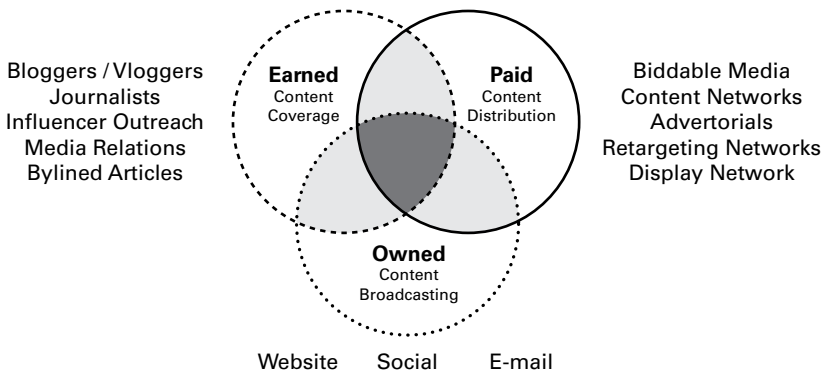 Bloggers / Vloggers
Journalists
Influencer Outreach
Media Relations
Bylined Articles
Earned
Content
Coverage
Paid
Content
Distribution
Biddable Media
Content Networks
Advertorials
Retargeting Networks
Display Network
Owned
Content
Broadcasting
Website Social E-mail